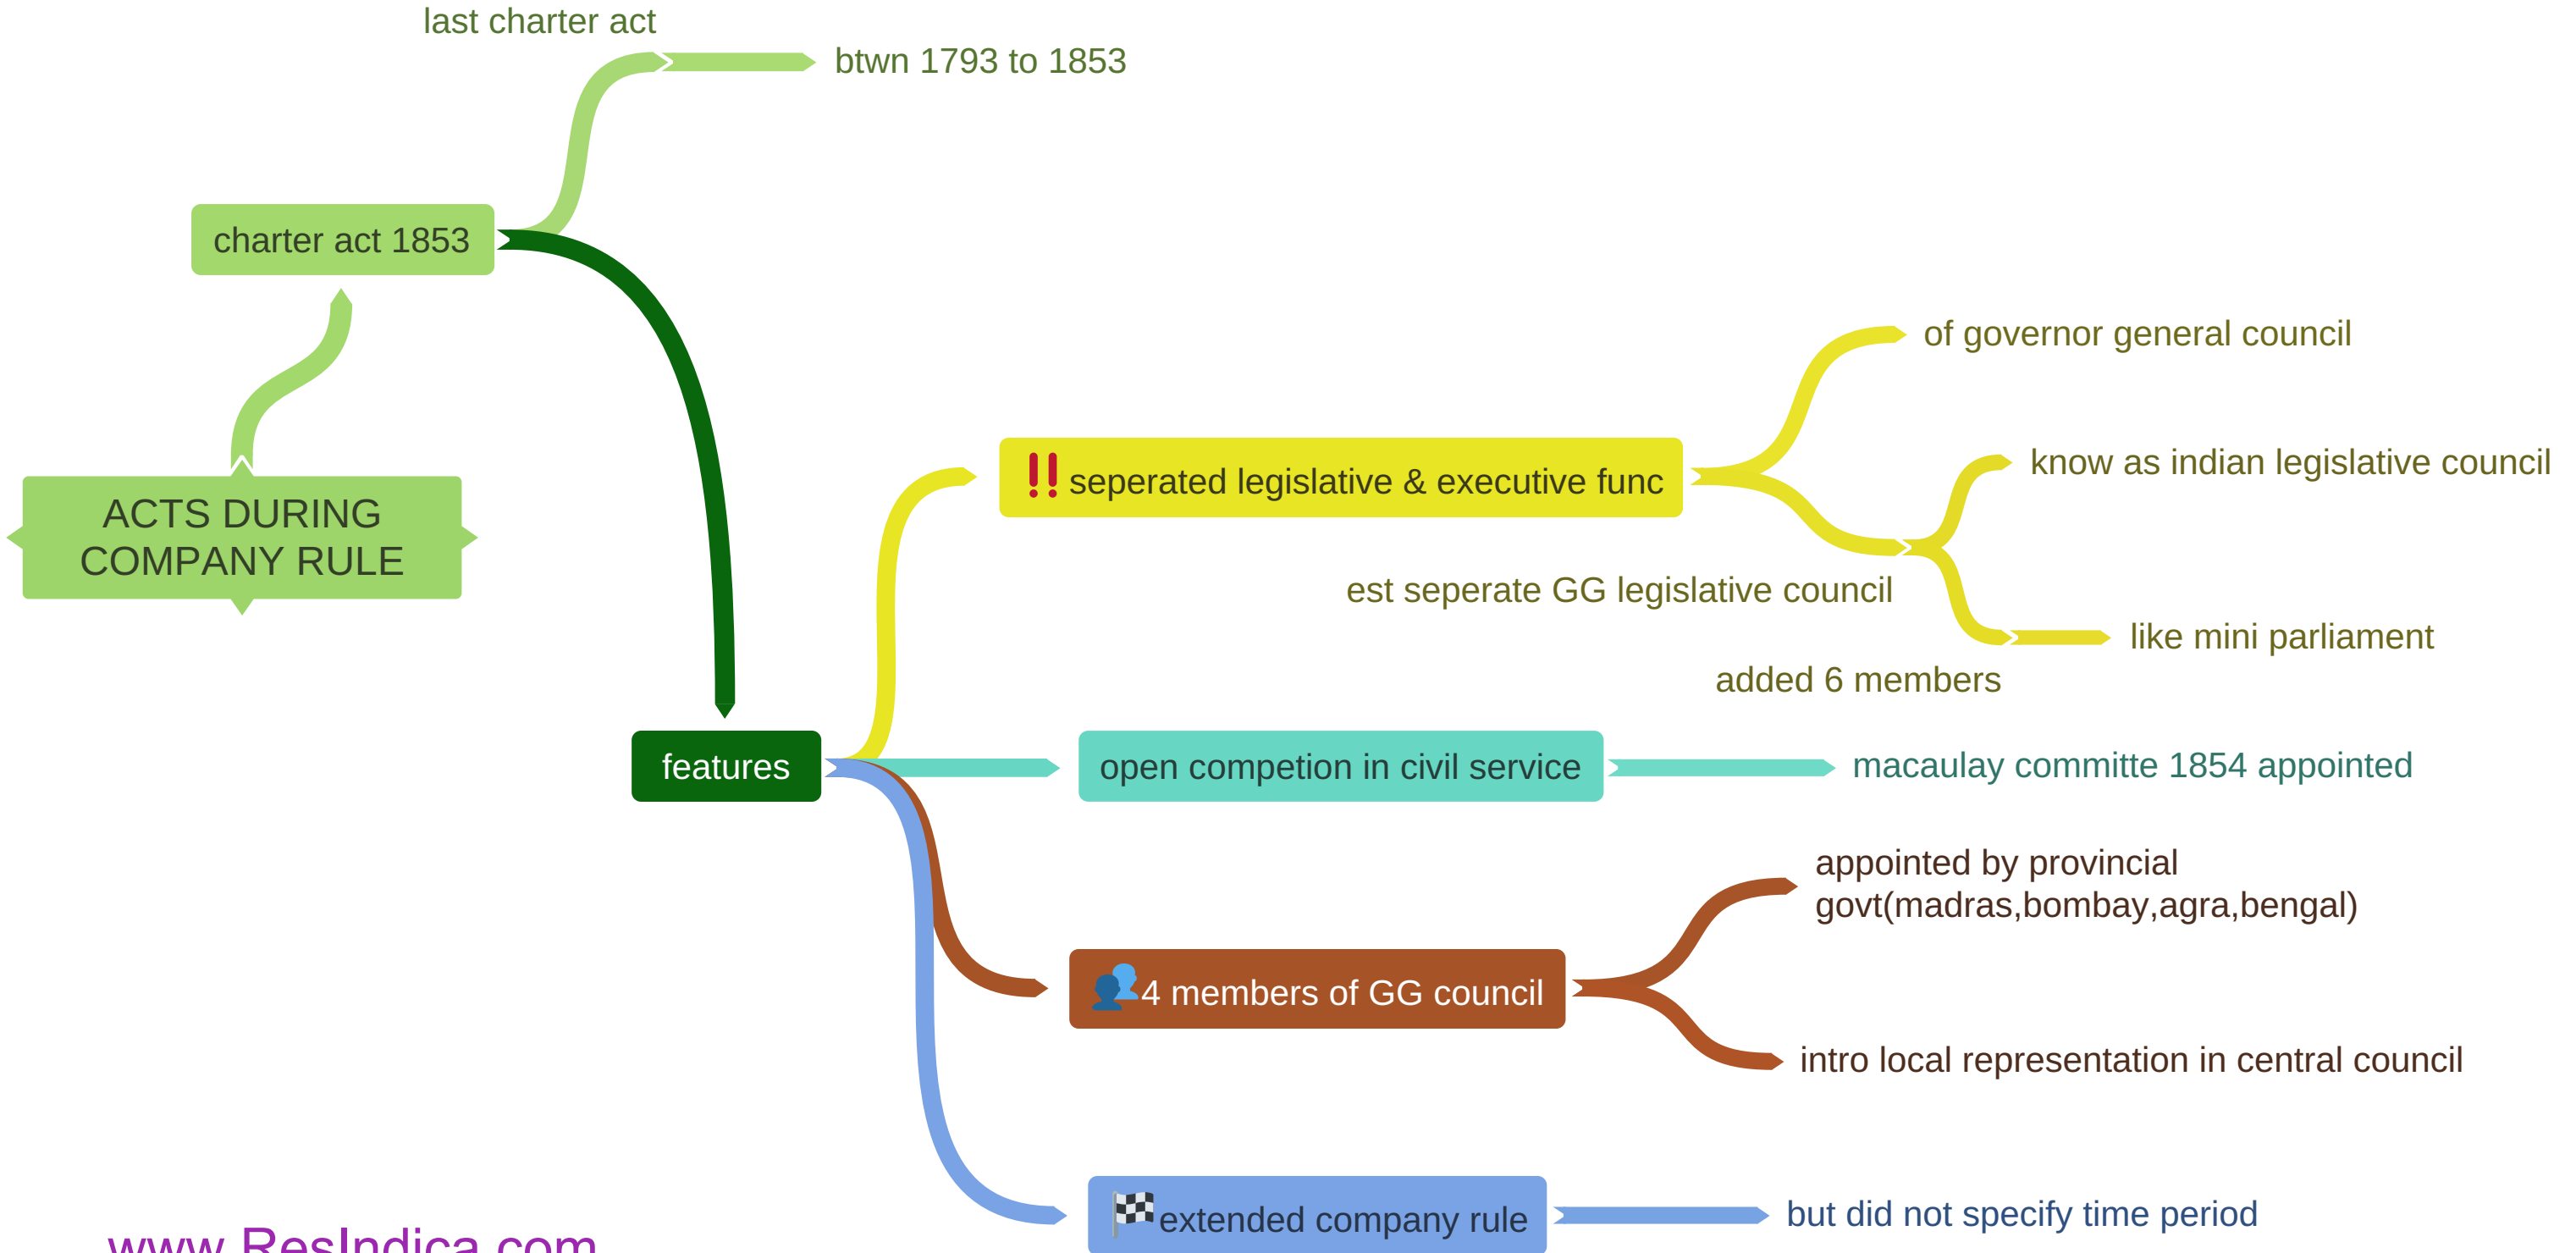 last charter act
btwn 1793 to 1853
charter act 1853
ACTS DURING
COMPANY RULE
features
seperated legislative & executive func
of governor general council
est seperate GG legislative council
know as indian legislative council
added 6 members
like mini parliament
open competion in civil service
macaulay committe 1854 appointed
4 members of GG council
appointed by provincial
govt(madras,bombay,agra,bengal)
intro local representation in central council
extended company rule
but did not specify time period
www.ResIndica.com